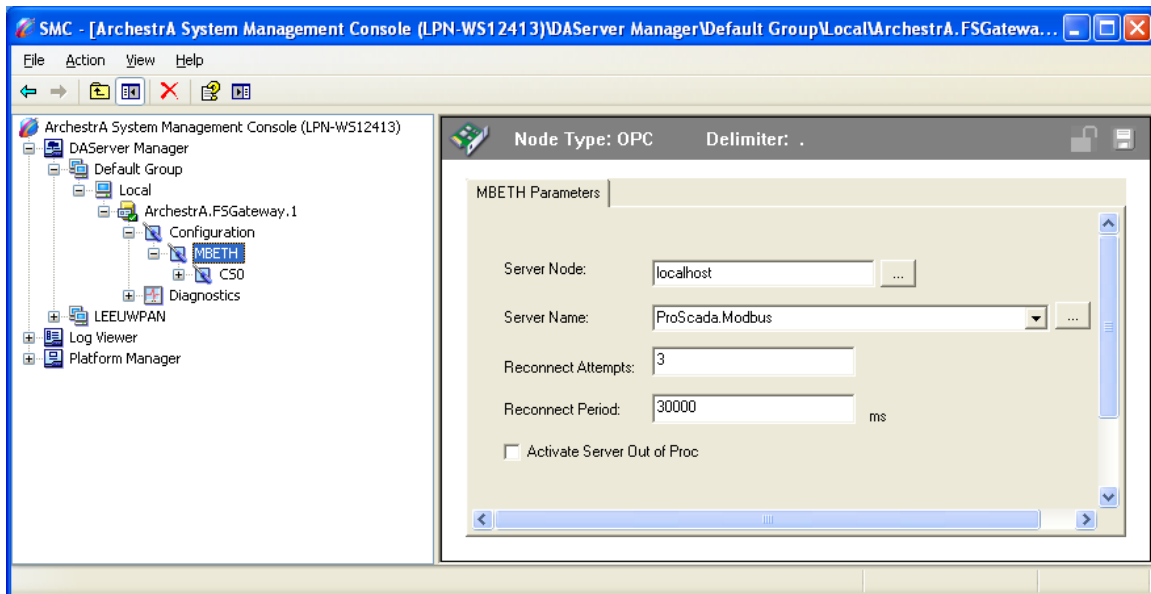 SMC - [ArchestrA System Management Console (LPN-WS12413)\DAServer Manager\Default Group\Local\ArchestrA.FSGatewa...
File Action View Help
ArchestrA System Management Console (LPN-WS12413)
DAServer Manager
Default Group
Local
ArchestrA.FSGateway.1
Configuration
MBETH
CS0
Diagnostics
LEEUWPAN
Log Viewer
Platform Manager
Node Type: OPC Delimiter: .
MBETH Parameters
Server Node: localhost ...
Server Name: ProScada.Modbus ...
Reconnect Attempts: 3
Reconnect Period: 30000 ms
Activate Server Out of Proc